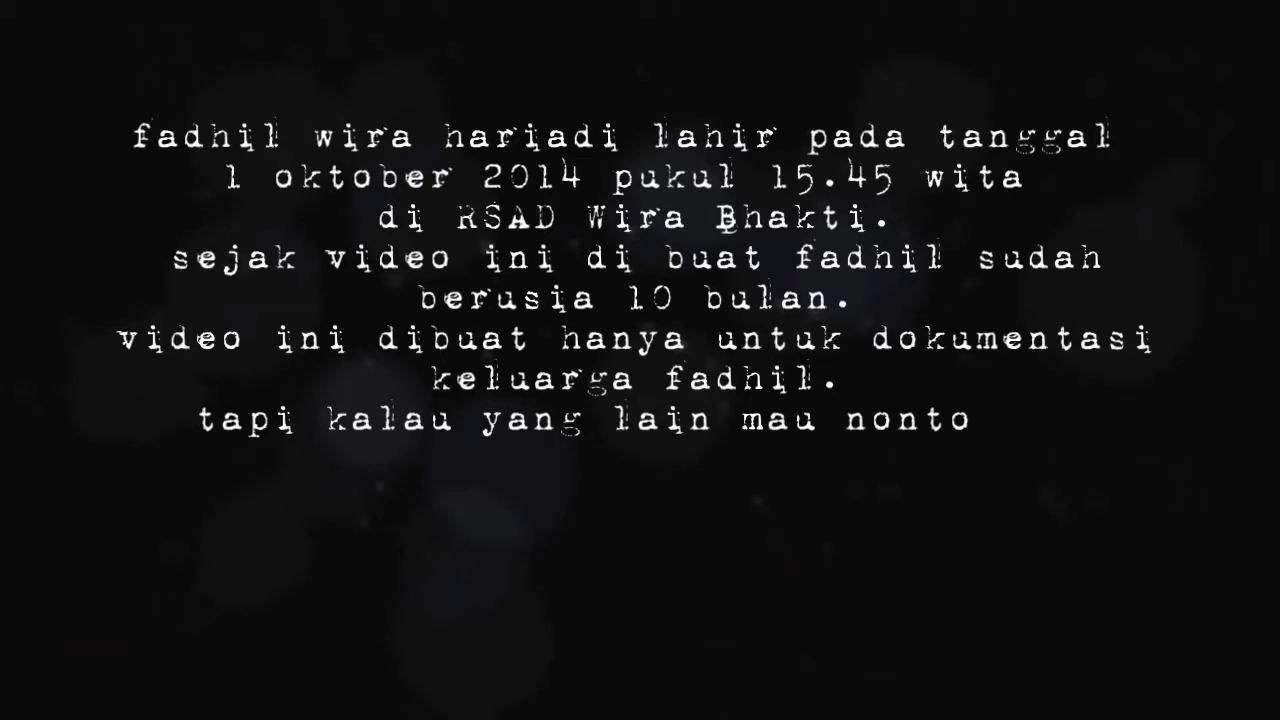 fadhil wira hariadi lahir pada tanggal
1 oktober 2014 pukul 15.45 wita
di RSAD Wira Bhakti.
sejak video ini di buat fadhil sudah
berusia 10 bulan.
video ini dibuat hanya untuk dokumentasi
keluarga fadhil.
tapi kalau yang lain mau nonto